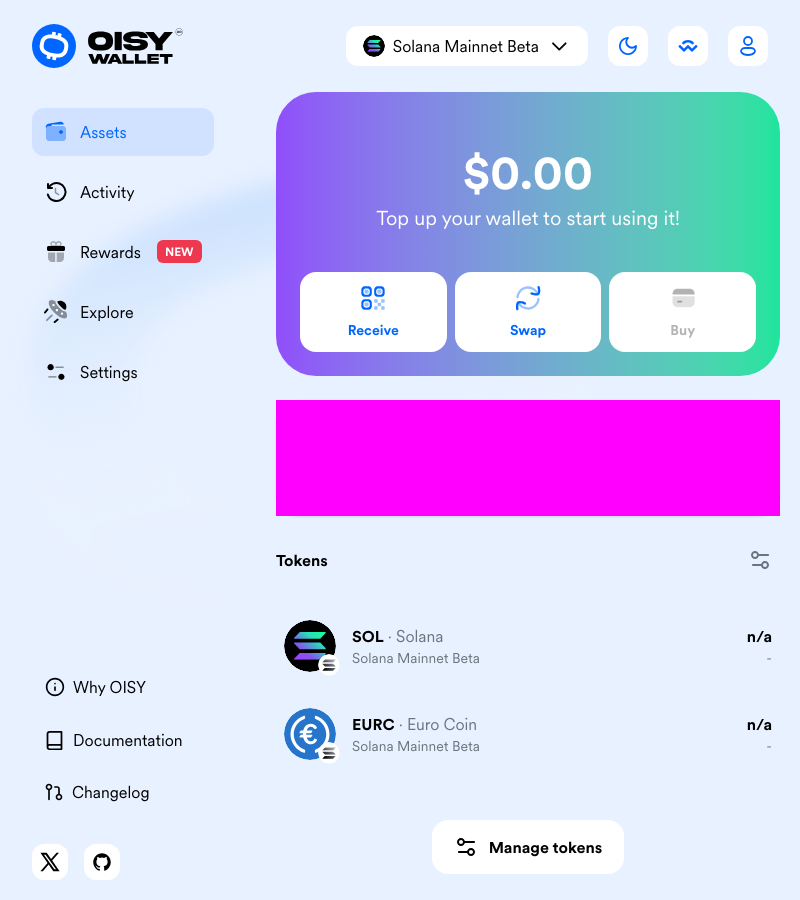 OISY
WALLET
Solana Mainnet Beta
Assets
Activity
Rewards NEW
Explore
Settings
$0.00
Top up your wallet to start using it!
Receive
Swap
Buy
Tokens
SOL · Solana
Solana Mainnet Beta
n/a
-
EURC · Euro Coin
Solana Mainnet Beta
n/a
-
Manage tokens
Why OISY
Documentation
Changelog